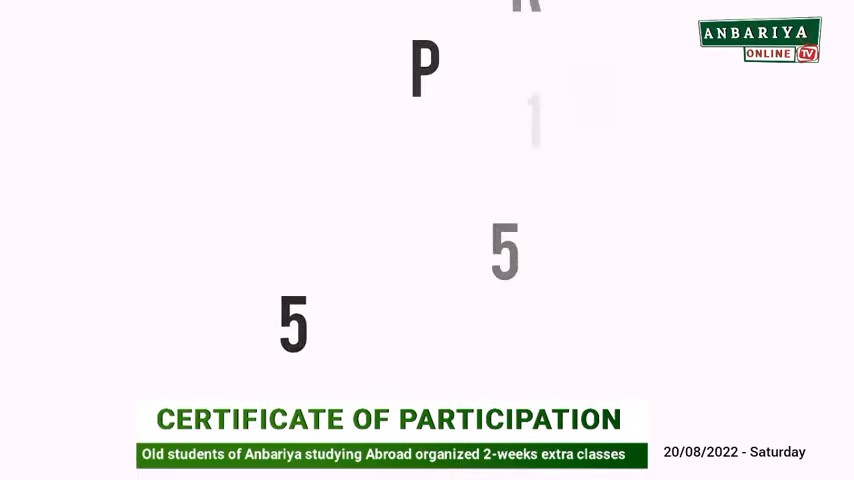 ANBARIYA
ONLINE TV
P
1
5
5
CERTIFICATE OF PARTICIPATION
Old students of Anbariya studying Abroad organized 2-weeks extra classes
20/08/2022 - Saturday